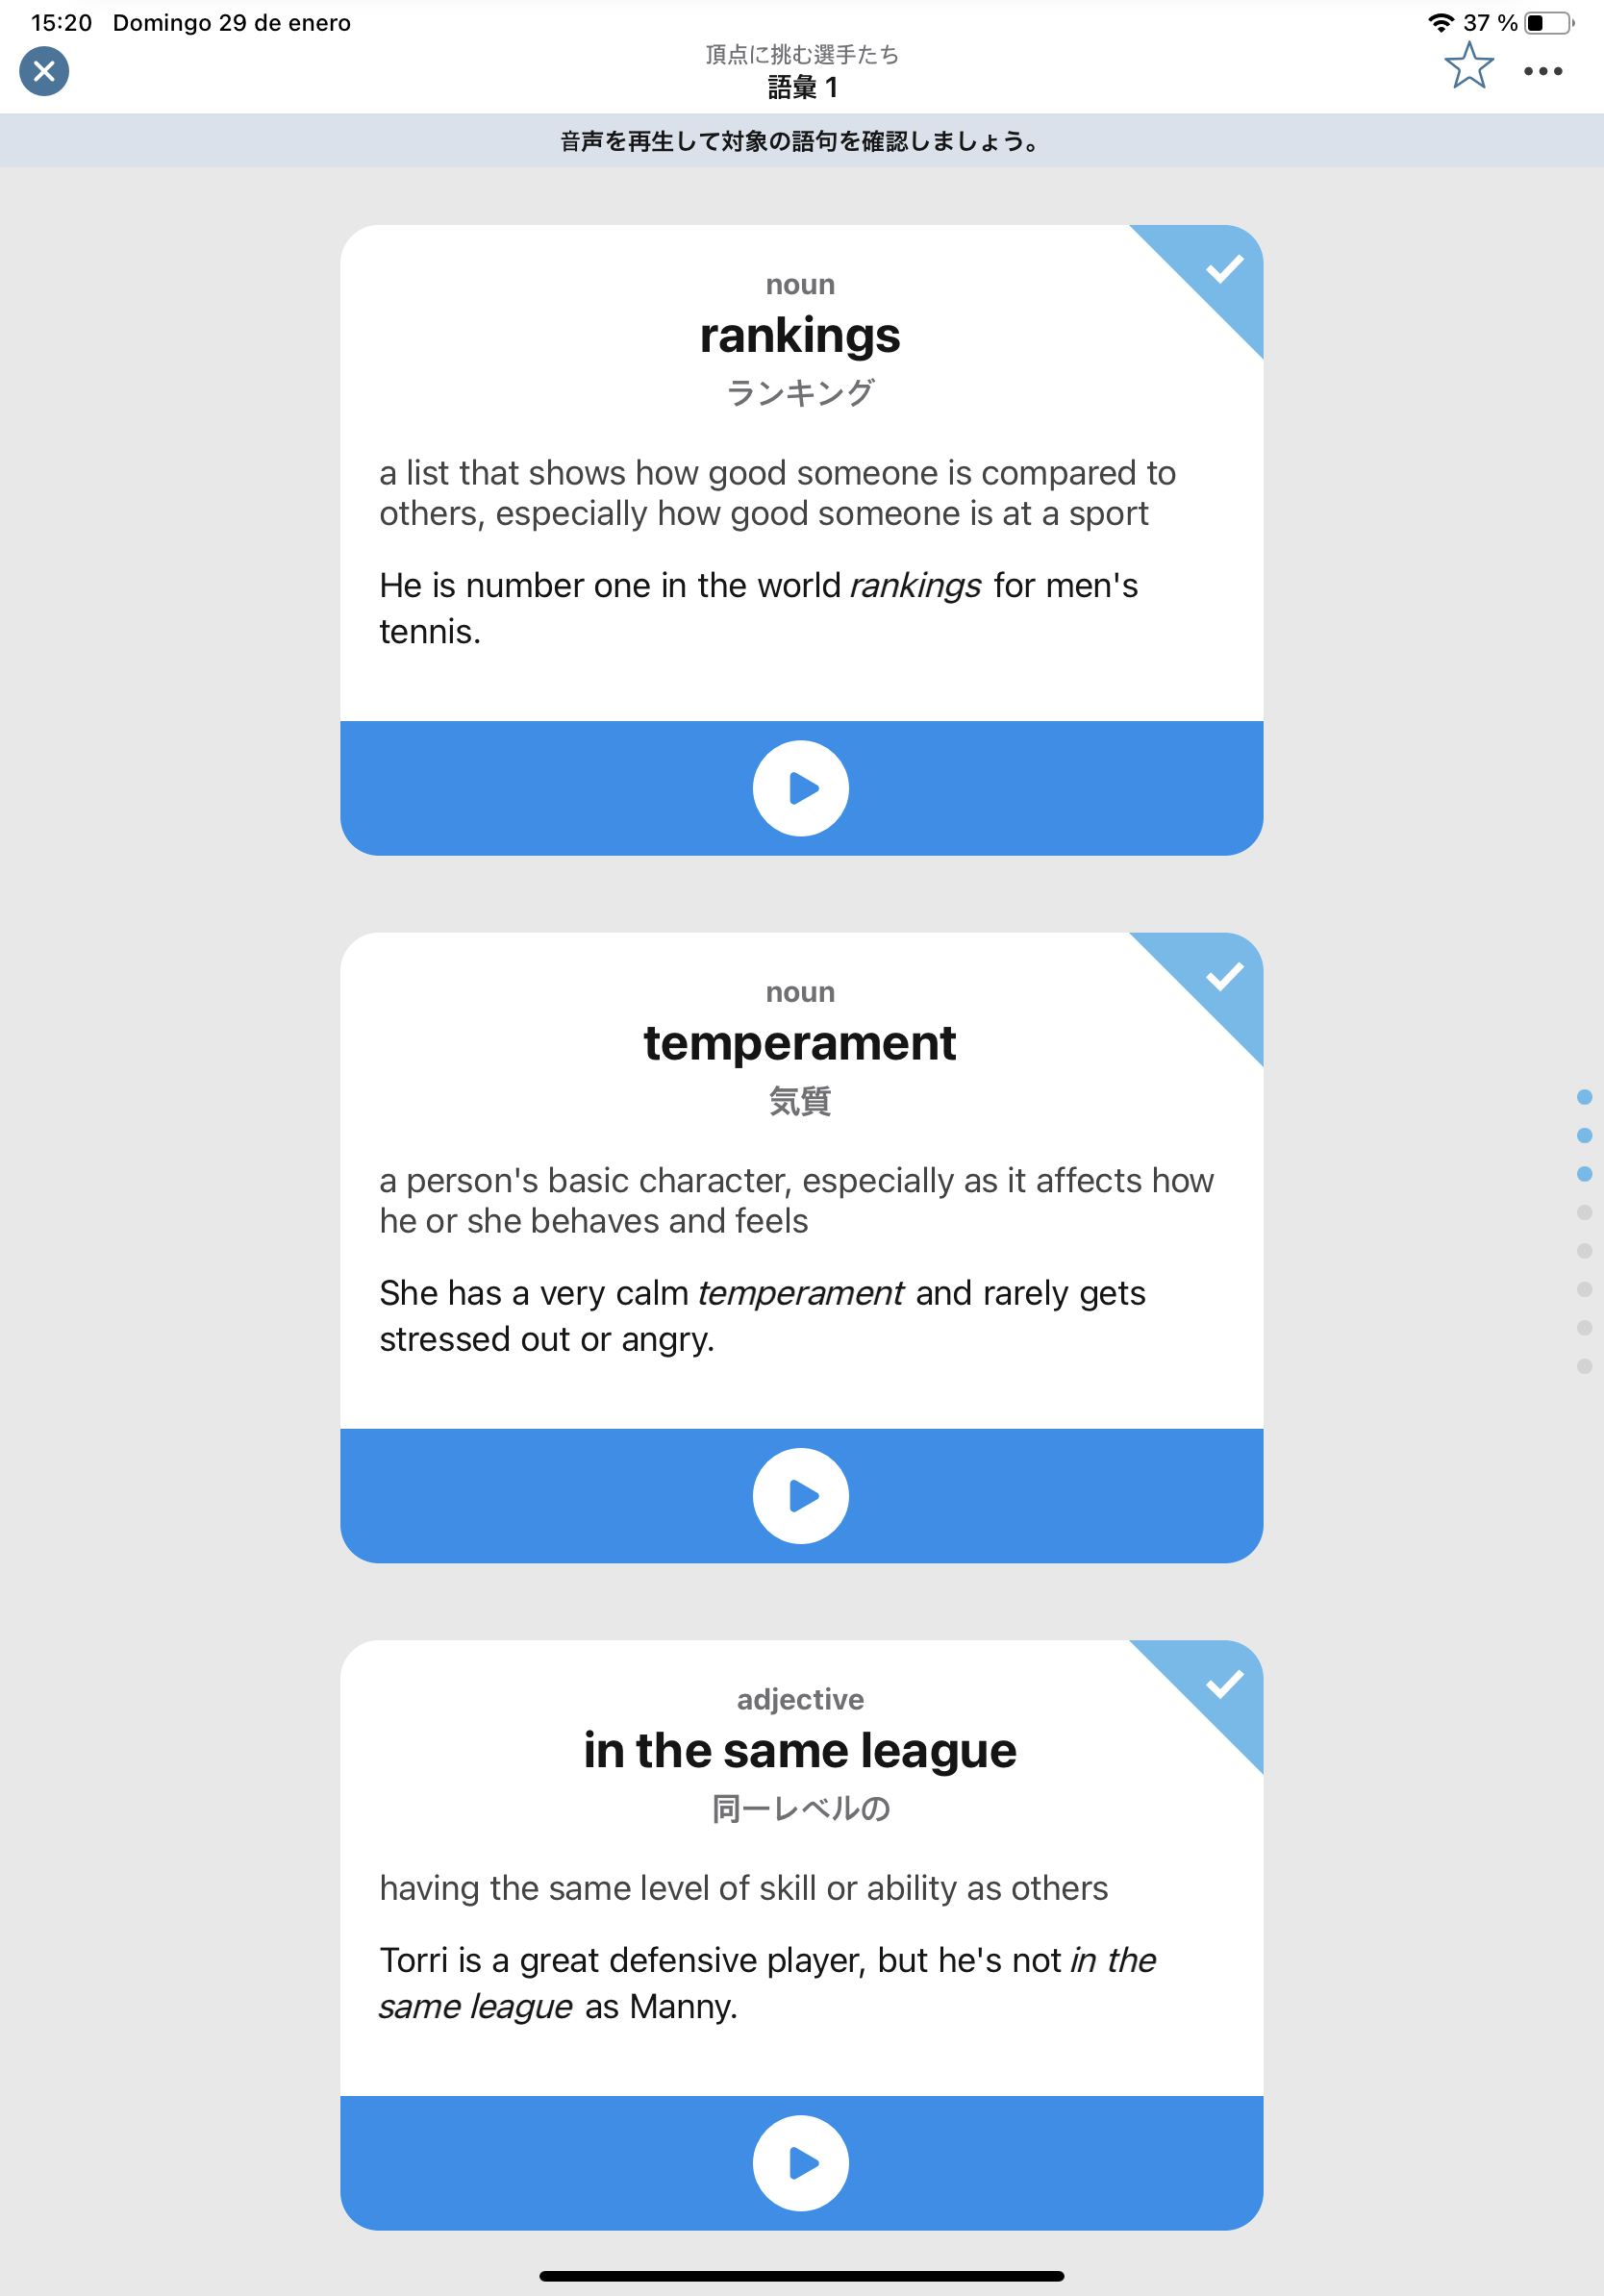 15:20 Domingo 29 de enero
37 %
頂点に挑む選手たち
語彙 1
音声を再生して対象の語句を確認しましょう。
noun
rankings
ランキング
a list that shows how good someone is compared to
others, especially how good someone is at a sport
He is number one in the world rankings for men's
tennis.
noun
temperament
気質
a person's basic character, especially as it affects how
he or she behaves and feels
She has a very calm temperament and rarely gets
stressed out or angry.
adjective
in the same league
同一レベルの
having the same level of skill or ability as others
Torri is a great defensive player, but he's not in the
same league as Manny.